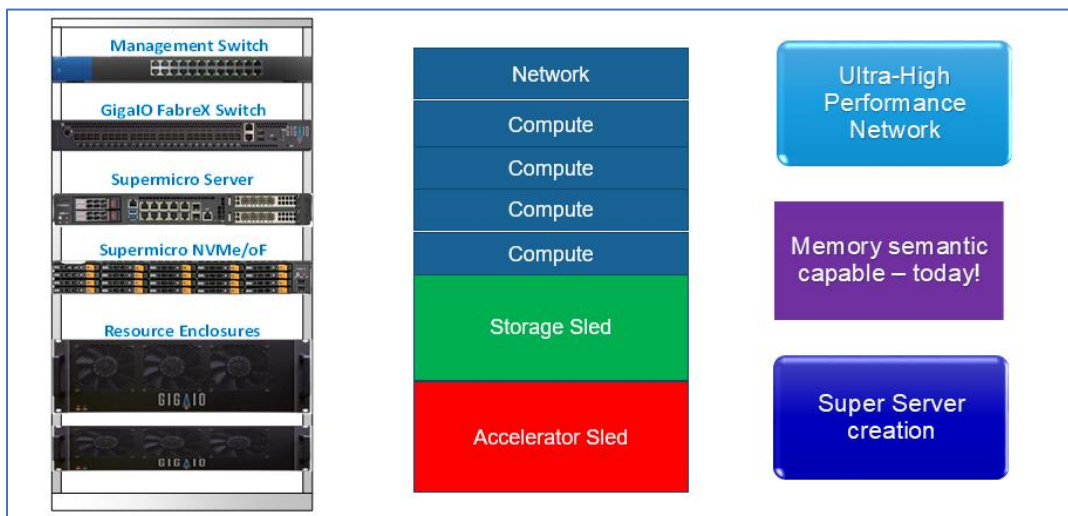 Management Switch
GigaIO FabreX Switch
Supermicro Server
Supermicro NVMe/oF
Resource Enclosures
GIGAIO
GIGAIO
Network
Compute
Compute
Compute
Compute
Storage Sled
Accelerator Sled
Ultra-High
Performance
Network
Memory semantic
capable – today!
Super Server
creation